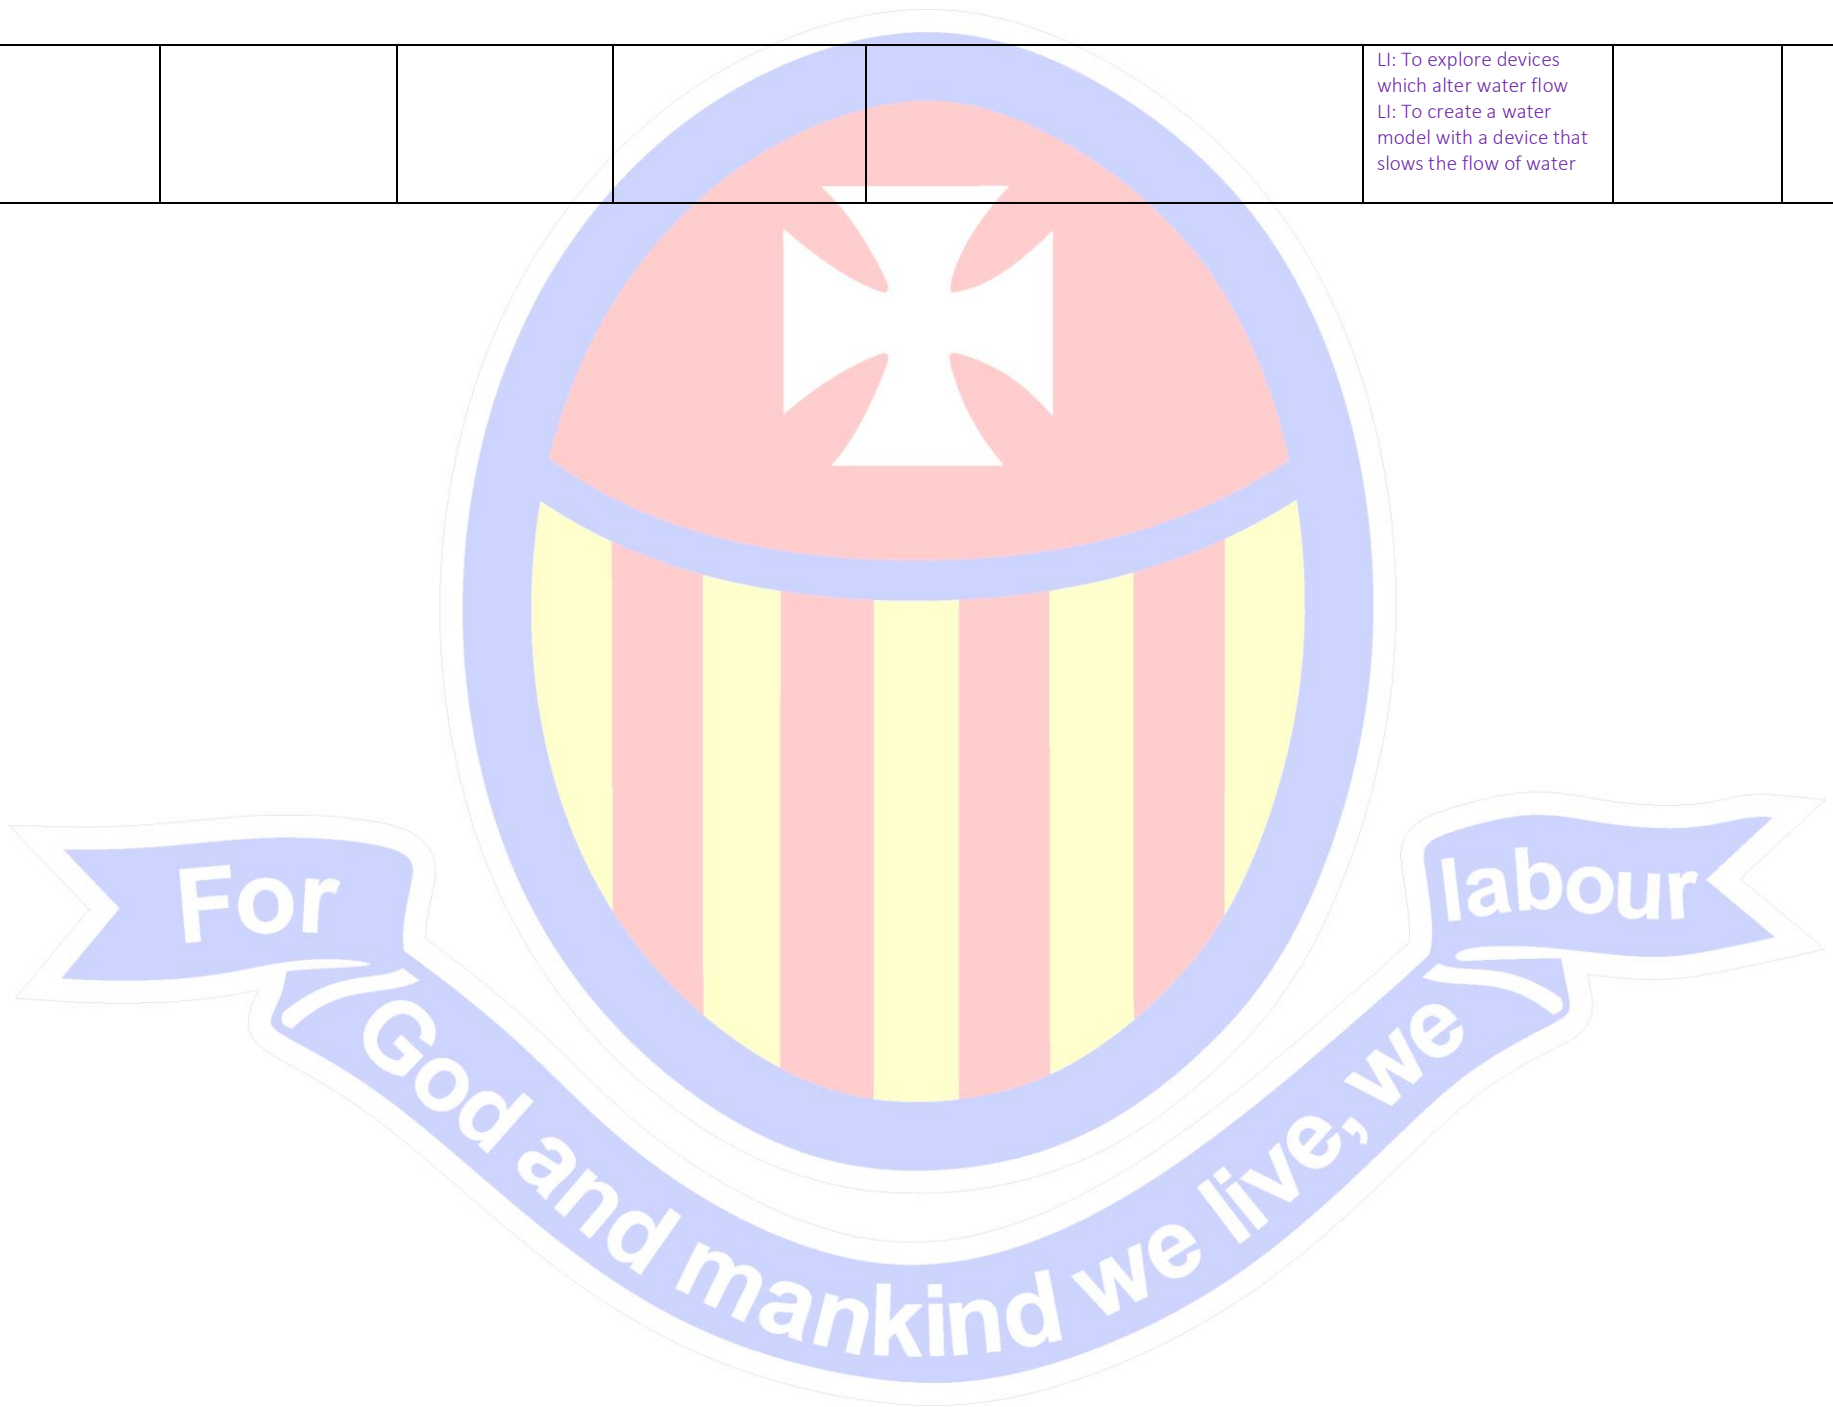 LI: To explore devices
which alter water flow
LI: To create a water
model with a device that
slows the flow of water
For
God and mankind we live, we
labour